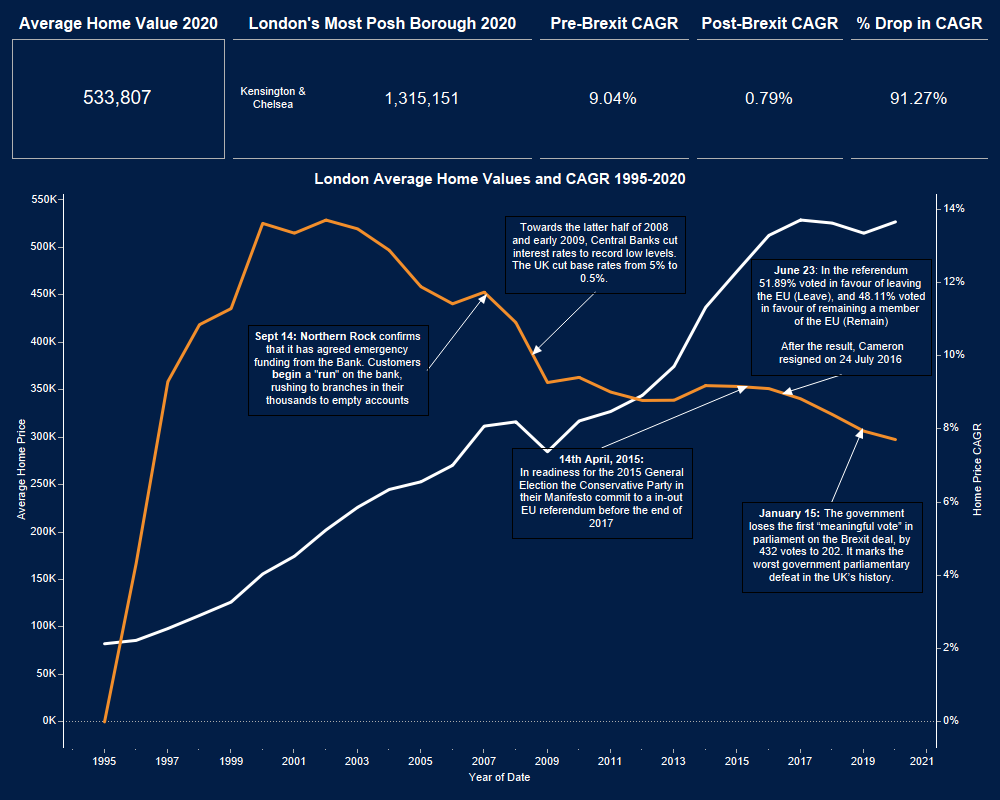 Average Home Value 2020
London's Most Posh Borough 2020
Pre-Brexit CAGR
Post-Brexit CAGR
% Drop in CAGR
533,807
Kensington &
Chelsea
1,315,151
9.04%
0.79%
91.27%
London Average Home Values and CAGR 1995-2020
550K
500K
450K
400K
350K
300K
250K
200K
150K
100K
50K
0K
Average Home Price
14%
12%
10%
8%
6%
4%
2%
0%
Home Price CAGR
Towards the latter half of 2008
and early 2009, Central Banks cut
interest rates to record low levels.
The UK cut base rates from 5% to
0.5%.
June 23: In the referendum
51.89% voted in favour of leaving
the EU (Leave), and 48.11% voted
in favour of remaining a member
of the EU (Remain)
After the result, Cameron
resigned on 24 July 2016
Sept 14: Northern Rock confirms
that it has agreed emergency
funding from the Bank. Customers
begin a "run" on the bank,
rushing to branches in their
thousands to empty accounts
14th April, 2015:
In readiness for the 2015 General
Election the Conservative Party in
their Manifesto commit to a in-out
EU referendum before the end of
2017
January 15: The government
loses the first “meaningful vote” in
parliament on the Brexit deal, by
432 votes to 202. It marks the
worst government parliamentary
defeat in the UK's history.
1995
1997
1999
2001
2003
2005
2007
2009
2011
2013
2015
2017
2019
2021
Year of Date